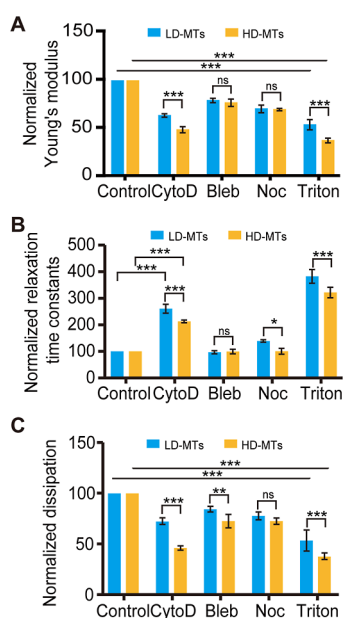 A
LD-MTs HD-MTs
Normalized
Young's modulus
150
100
50
0
***
***
***
ns
ns
***
Control CytoD Bleb Noc Triton
B
LD-MTs HD-MTs
Normalized relaxation
time constants
500
400
300
200
100
0
***
***
***
ns
*
***
Control CytoD Bleb Noc Triton
C
LD-MTs HD-MTs
Normalized dissipation
150
100
50
0
***
***
***
**
ns
***
Control CytoD Bleb Noc Triton